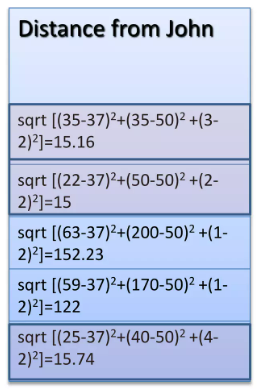 Distance from John
sqrt [(35-37)²+(35-50)² +(3-
2)²]=15.16
sqrt [(22-37)²+(50-50)² +(2-
2)²]=15
sqrt [(63-37)²+(200-50)² +(1-
2)²]=152.23
sqrt [(59-37)²+(170-50)² +(1-
2)²]=122
sqrt [(25-37)²+(40-50)² +(4-
2)²]=15.74